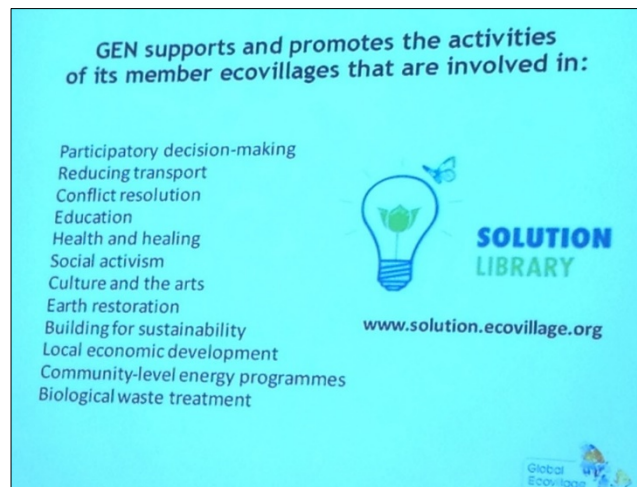 GEN supports and promotes the activities
of its member ecovillages that are involved in:
Participatory decision-making
Reducing transport
Conflict resolution
Education
Health and healing
Social activism
Culture and the arts
Earth restoration
Building for sustainability
Local economic development
Community-level energy programmes
Biological waste treatment
SOLUTION
LIBRARY
www.solution.ecovillage.org
Global
Ecovillage